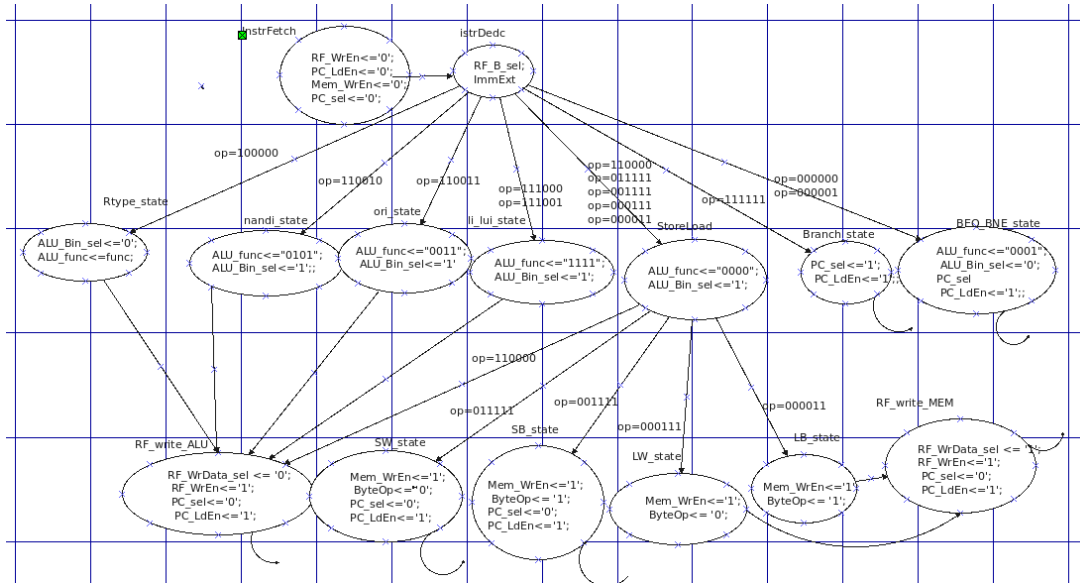 InstrFetch
RF_WrEn<='0';
PC_LdEn<='0';
Mem_WrEn<='0';
PC_sel<='0';
istrDedc
RF_B_sel;
ImmExt
op=100000
op=110010
op=110011
op=111000
op=111001
op=110000
op=011111
op=001111
op=000111
op=000011
op=111111
op=000000
op=000001
Rtype_state
ALU_Bin_sel<='0';
ALU_func<=func;
nandi_state
ALU_func<="0101";
ALU_Bin_sel<='1';;
ori_state
ALU_func<="0011";
ALU_Bin_sel<='1'
li_lui_state
ALU_func<="1111";
ALU_Bin_sel<='1';
StoreLoad
ALU_func<="0000";
ALU_Bin_sel<='1';
Branch_state
PC_sel<='1';
PC_LdEn<='1';;
BEQ_BNE_state
ALU_func<="0001";
ALU_Bin_sel<='0';
PC_sel
PC_LdEn<='1';;
op=110000
op=011111
op=001111
op=000111
op=000011
RF_write_ALU
RF_WrData_sel <= '0';
RF_WrEn<='1';
PC_sel<='0';
PC_LdEn<='1';
SW_state
Mem_WrEn<='1';
ByteOp<='0';
PC_sel<='0';
PC_LdEn<='1';
SB_state
Mem_WrEn<='1';
ByteOp <='1';
PC_sel<='0';
PC_LdEn<='1';
LW_state
Mem_WrEn<='1';
ByteOp<= '0';
LB_state
Mem_WrEn<='1'
ByteOp <='1';
RF_write_MEM
RF_WrData_sel <= '1';
RF_WrEn<='1';
PC_sel<='0';
PC_LdEn<='1';